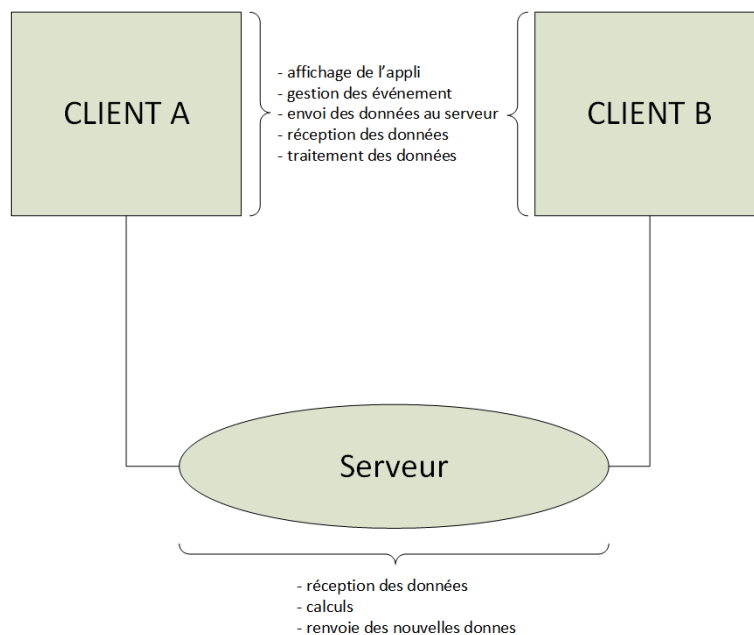 CLIENT A
- affichage de l’appli
- gestion des événement
- envoi des données au serveur
- réception des données
- traitement des données
CLIENT B
Serveur
- réception des données
- calculs
- renvoie des nouvelles donnes